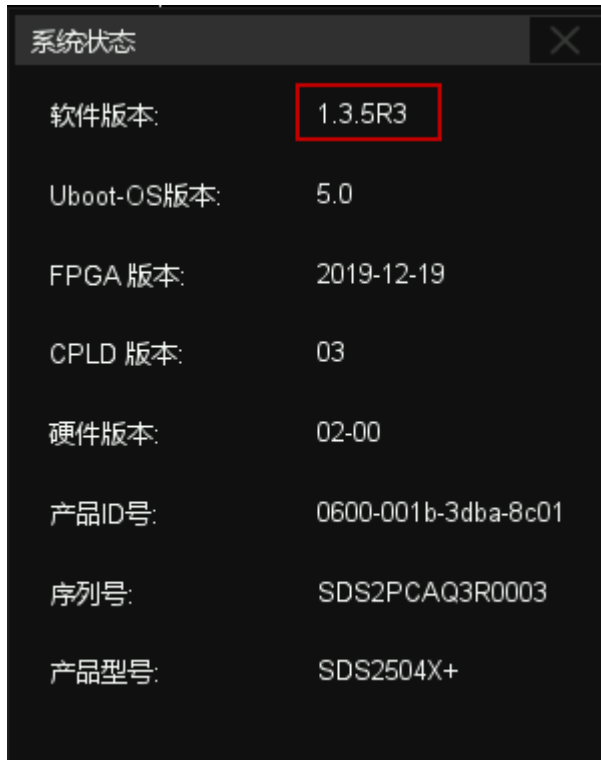 系统状态
软件版本: 1.3.5R3
Uboot-OS版本: 5.0
FPGA 版本: 2019-12-19
CPLD 版本: 03
硬件版本: 02-00
产品ID号: 0600-001b-3dba-8c01
序列号: SDS2PCAQ3R0003
产品型号: SDS2504X+